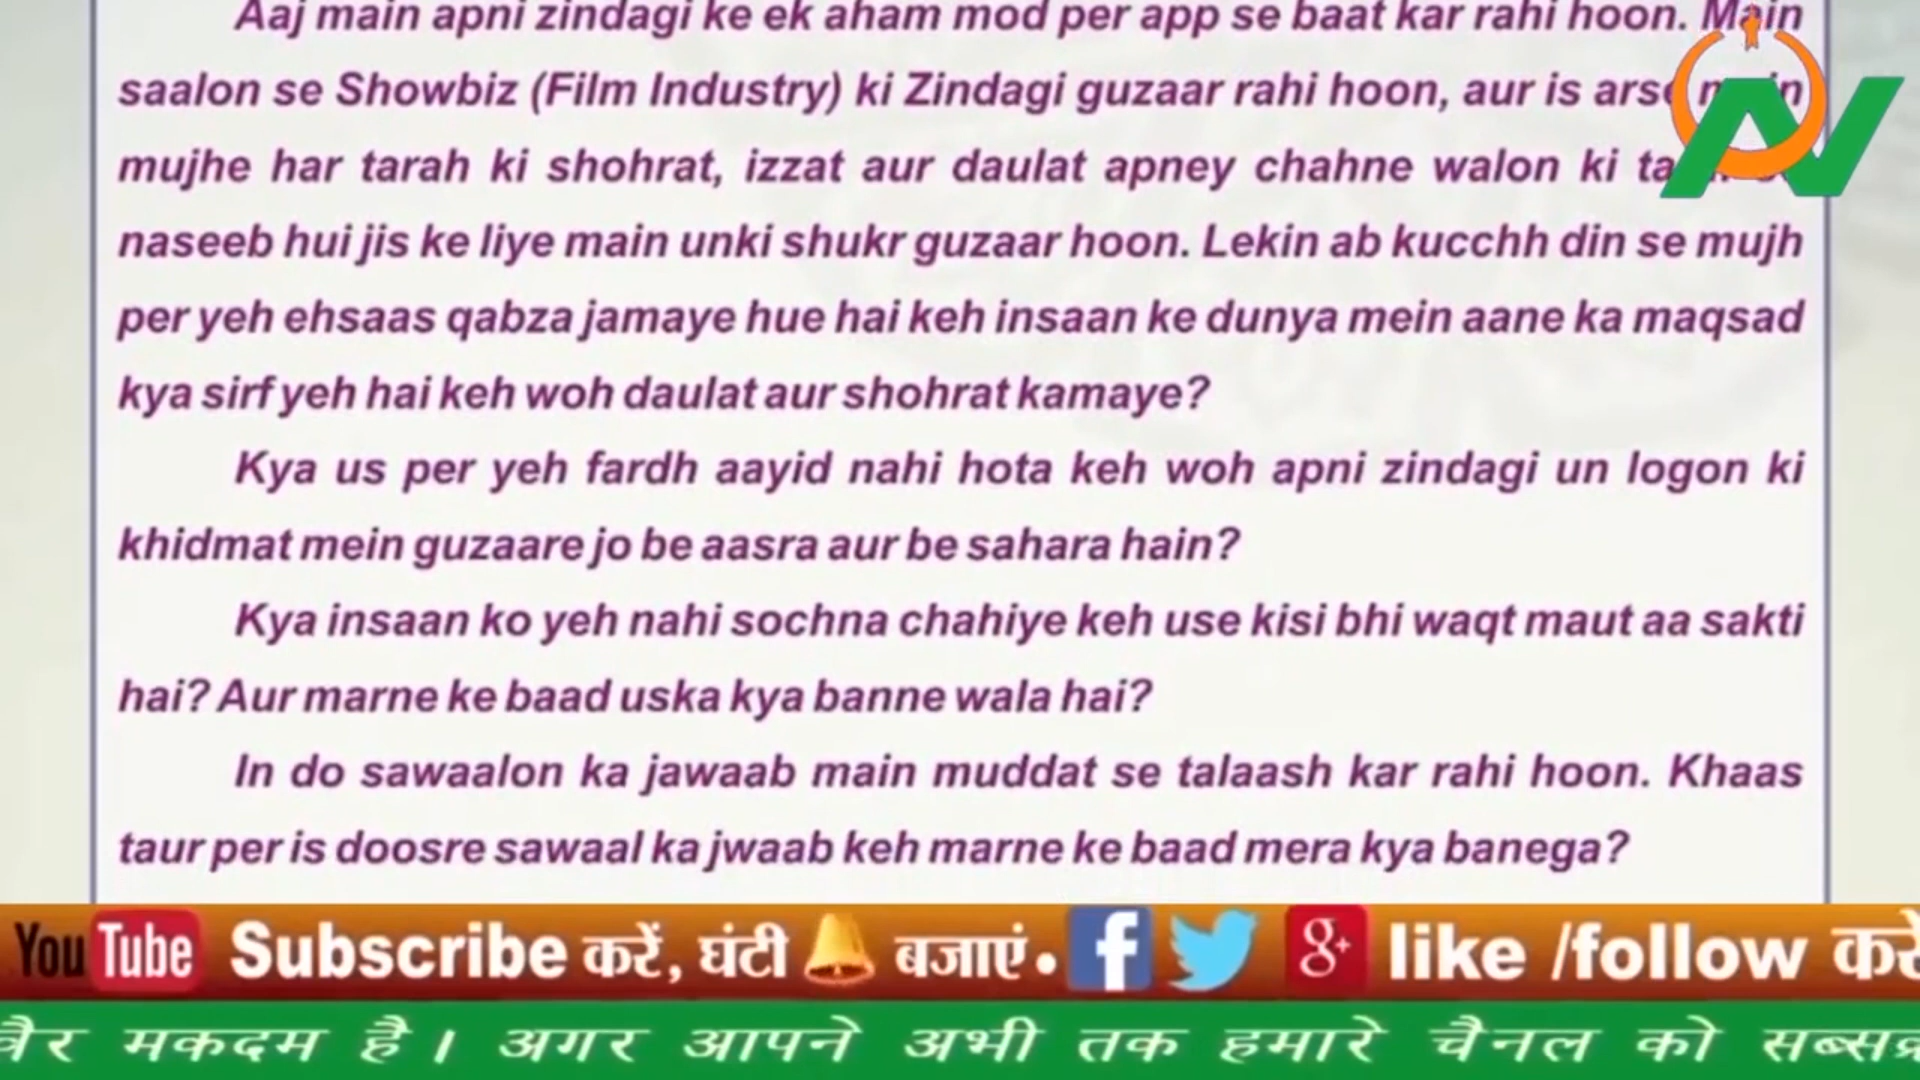 Aaj main apni zindagi ke ek aham mod per app se baat kar rahi hoon. Main
saalon se Showbiz (Film Industry) ki Zindagi guzaar rahi hoon, aur is
mujhe har tarah ki shohrat, izzat aur daulat apney chahne walon ki
naseeb hui jis ke liye main unki shukr guzaar hoon. Lekin ab kucchh din se mujh
per yeh ehsaas qabza jamaye hue hai keh insaan ke dunya mein aane ka maqsad
kya sirf yeh hai keh woh daulat aur shohrat kamaye?
Kya us per yeh fardh aayid nahi hota keh woh apni zindagi un logon ki
khidmat mein guzaare jo be aasra aur be sahara hain?
Kya insaan ko yeh nahi sochna chahiye keh use kisi bhi waqt maut aa sakti
hai? Aur marne ke baad uska kya banne wala hai?
In do sawaalon ka jawaab main muddat se talaash kar rahi hoon. Khaas
taur per is doosre sawaal ka jwaab keh marne ke baad mera kya banega?
YouTube Subscribe करें, घंटी बजाएं • f g+ like /follow करें
मकदम है । अगर आपने अभी तक हमारे चैनल को